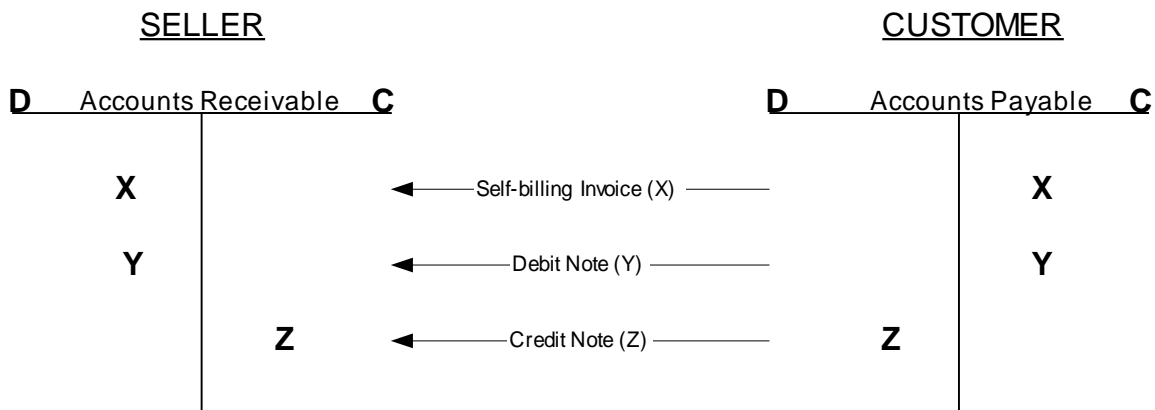 SELLER CUSTOMER
D Accounts Receivable C D Accounts Payable C
X Self-billing Invoice (X) X
Y Debit Note (Y) Y
Z Credit Note (Z) Z